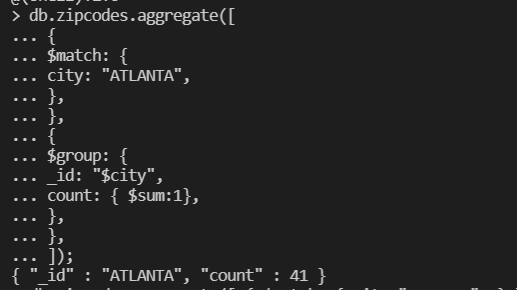 > db.zipcodes.aggregate([
... {
... $match: {
... city: "ATLANTA",
... },
... },
... {
... $group: {
... _id: "$city",
... count: { $sum:1},
... },
... },
... ]);
{ "_id" : "ATLANTA", "count" : 41 }